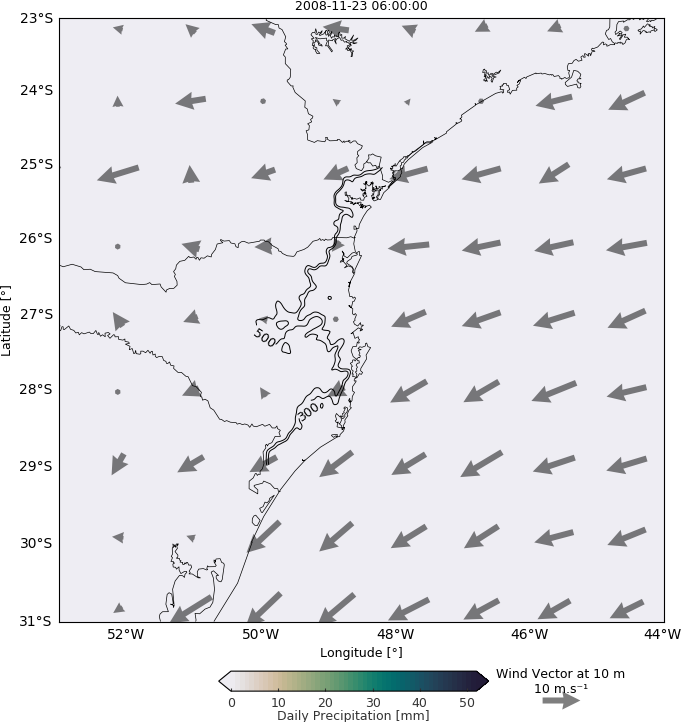 2008-11-23 06:00:00
23°S
24°S
25°S
26°S
27°S
28°S
29°S
30°S
31°S
Latitude [°]
500
300
52°W 50°W 48°W 46°W 44°W
Longitude [°]
0 10 20 30 40 50
Daily Precipitation [mm]
Wind Vector at 10 m
10 m.s⁻¹